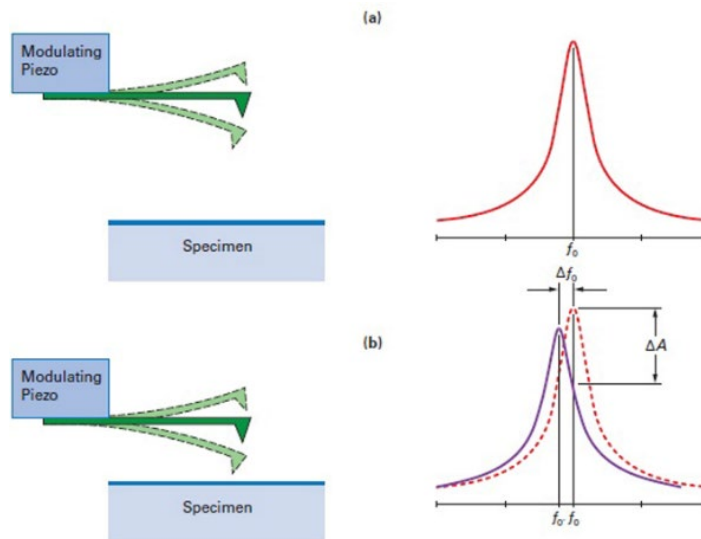 (a)
Modulating
Piezo
Specimen
f₀
Δf₀
(b)
ΔA
Modulating
Piezo
Specimen
f₀' f₀